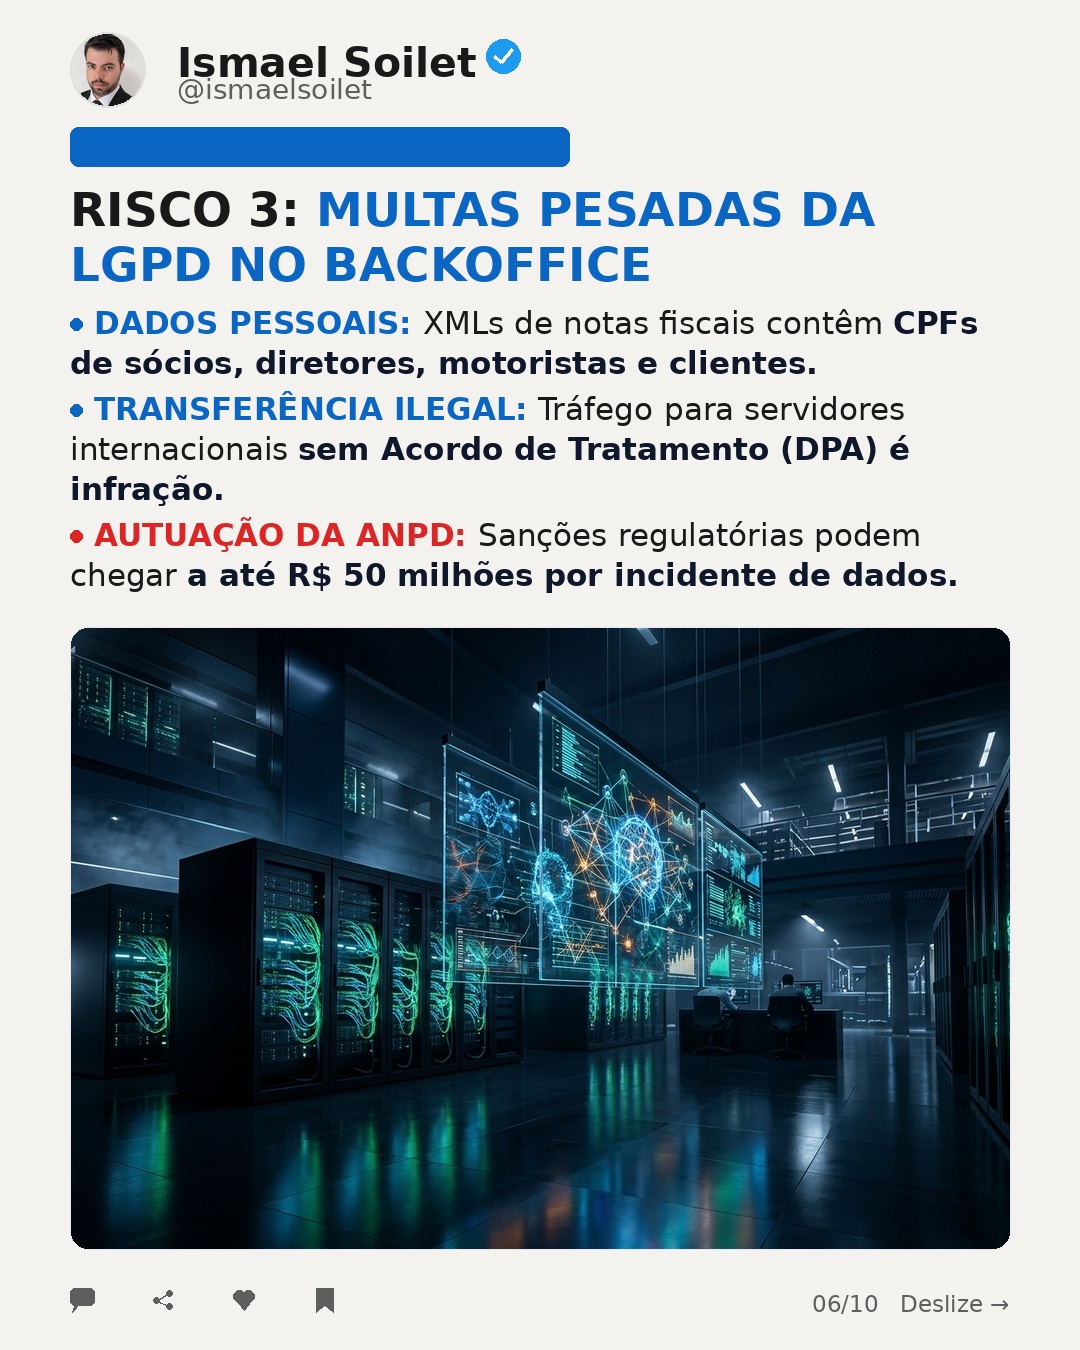 Ismael Soilet
@ismaelsoilet
RISCO 3: MULTAS PESADAS DA
LGPD NO BACKOFFICE
• DADOS PESSOAIS: XMLs de notas fiscais contêm CPFs
de sócios, diretores, motoristas e clientes.
• TRANSFERÊNCIA ILEGAL: Tráfego para servidores
internacionais sem Acordo de Tratamento (DPA) é
infração.
• AUTUAÇÃO DA ANPD: Sanções regulatórias podem
chegar a até R$ 50 milhões por incidente de dados.
06/10 Deslize →